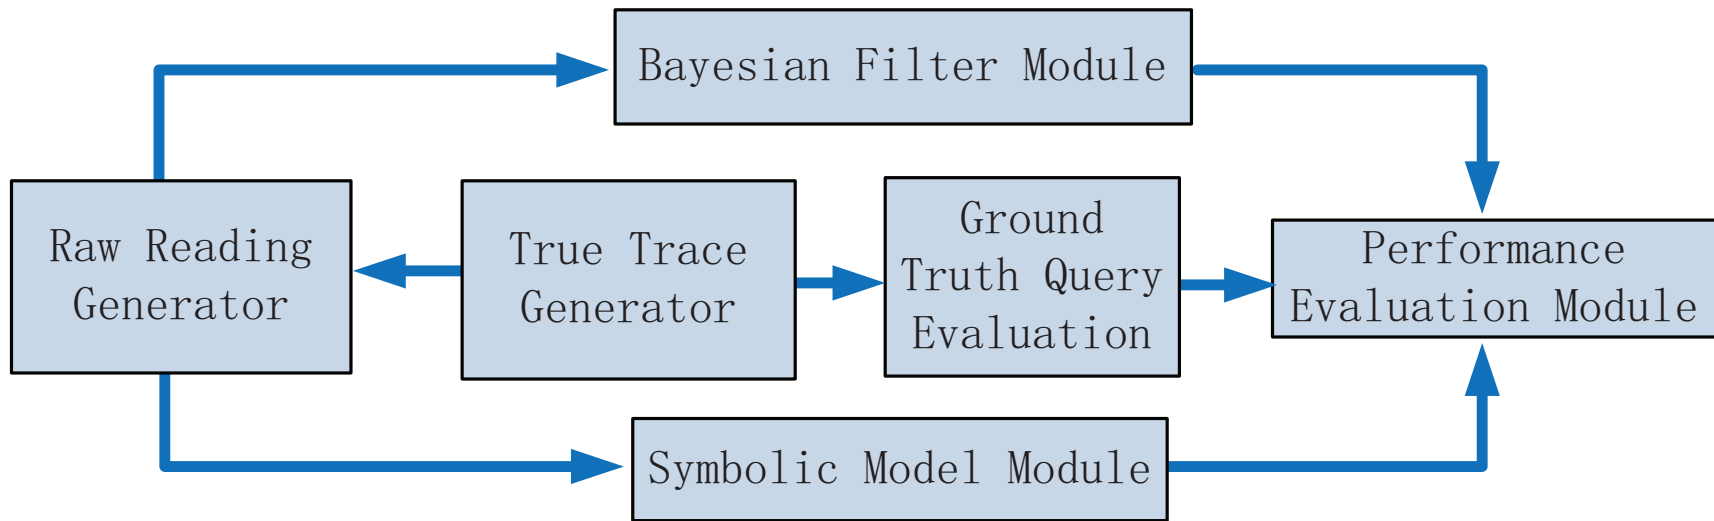 Bayesian Filter Module
Raw Reading
Generator
True Trace
Generator
Ground
Truth Query
Evaluation
Performance
Evaluation Module
Symbolic Model Module